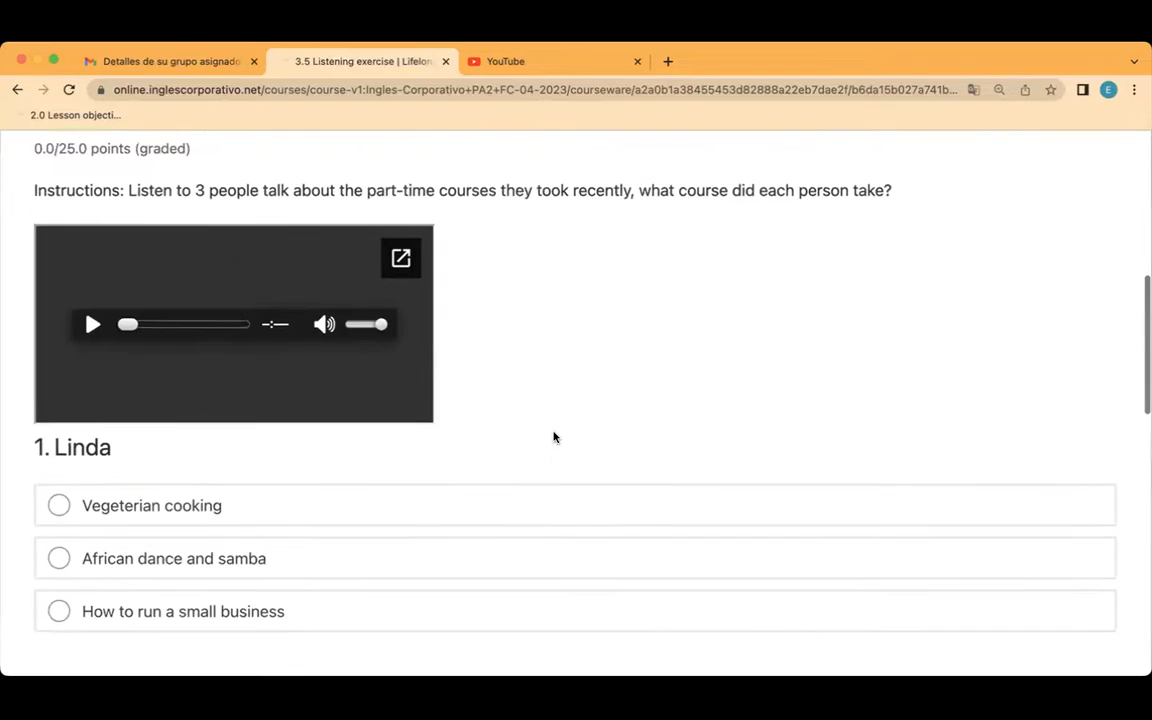 Detalles de su grupo asignado
3.5 Listening exercise | Lifelon
YouTube
online.inglescorporativo.net/courses/course-v1:Ingles-Corporativo+PA2+FC-04-2023/courseware/a2a0b1a38455453d82888a22eb7dae2f/b6da15b027a741b...
E
2.0 Lesson objecti...
0.0/25.0 points (graded)
Instructions: Listen to 3 people talk about the part-time courses they took recently, what course did each person take?
-:--
1. Linda
Vegeterian cooking
African dance and samba
How to run a small business